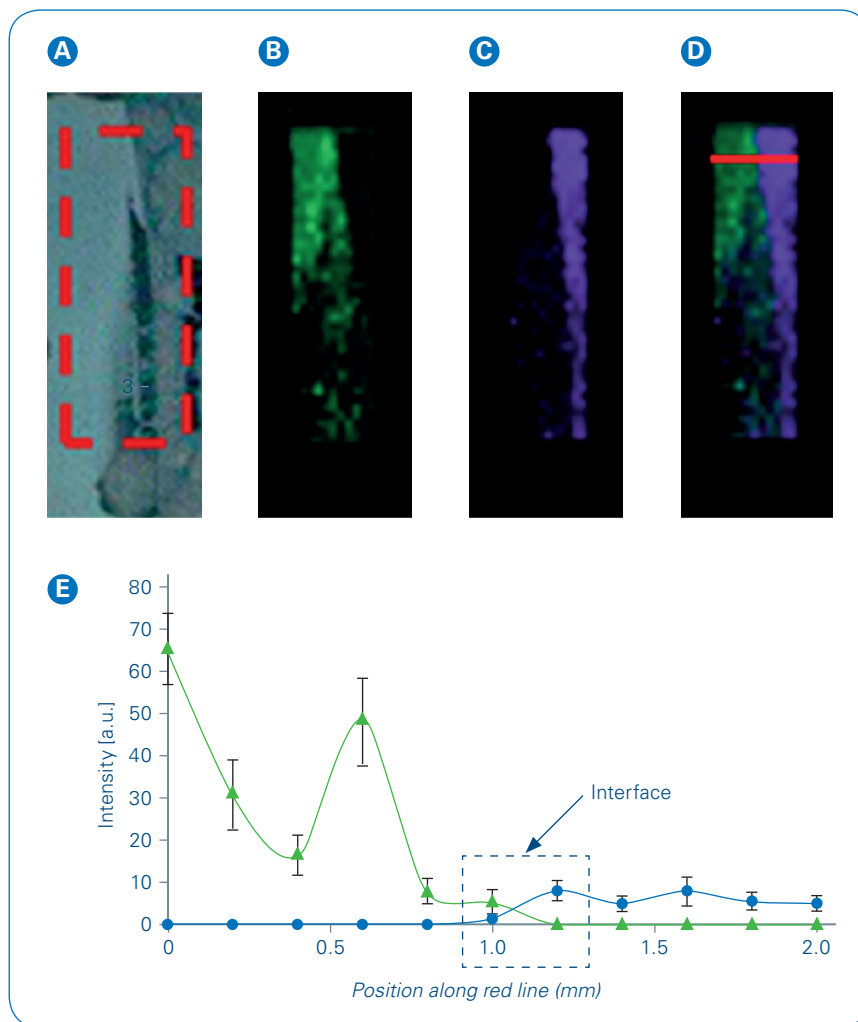 A B C D
3 –
E
80
70
60
50
40
30
20
10
0
Intensity [a.u.]
Interface
0 0.5 1.0 1.5 2.0
Position along red line (mm)